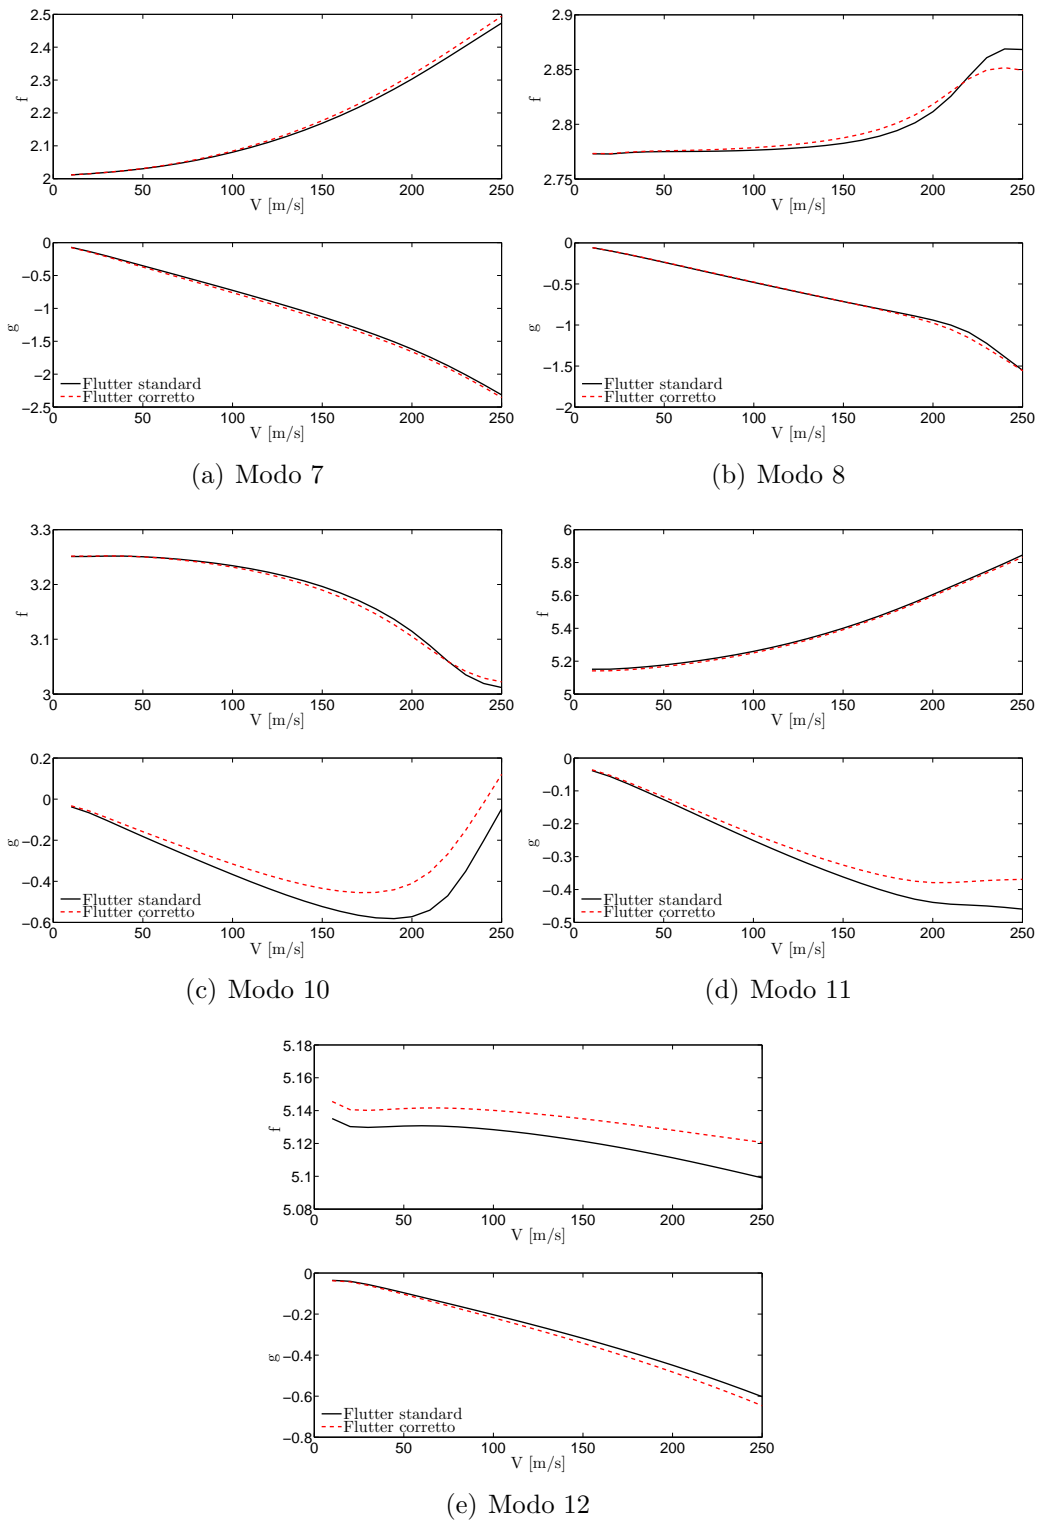 2.5
2.4
2.3
2.2
2.1
2
f
0 50 100 150 200 250
V [m/s]
0
−0.5
−1
−1.5
−2
−2.5
g
Flutter standard
Flutter corretto
0 50 100 150 200 250
V [m/s]
(a) Modo 7
2.9
2.85
2.8
2.75
f
0 50 100 150 200 250
V [m/s]
0
−0.5
−1
−1.5
−2
g
Flutter standard
Flutter corretto
0 50 100 150 200 250
V [m/s]
(b) Modo 8
3.3
3.2
3.1
3
f
0 50 100 150 200 250
V [m/s]
0.2
0
−0.2
−0.4
−0.6
g
Flutter standard
Flutter corretto
0 50 100 150 200 250
V [m/s]
(c) Modo 10
6
5.8
5.6
5.4
5.2
5
f
0 50 100 150 200 250
V [m/s]
0
−0.1
−0.2
−0.3
−0.4
−0.5
g
Flutter standard
Flutter corretto
0 50 100 150 200 250
V [m/s]
(d) Modo 11
5.18
5.16
5.14
5.12
5.1
5.08
f
0 50 100 150 200 250
V [m/s]
0
−0.2
−0.4
−0.6
−0.8
g
Flutter standard
Flutter corretto
0 50 100 150 200 250
V [m/s]
(e) Modo 12